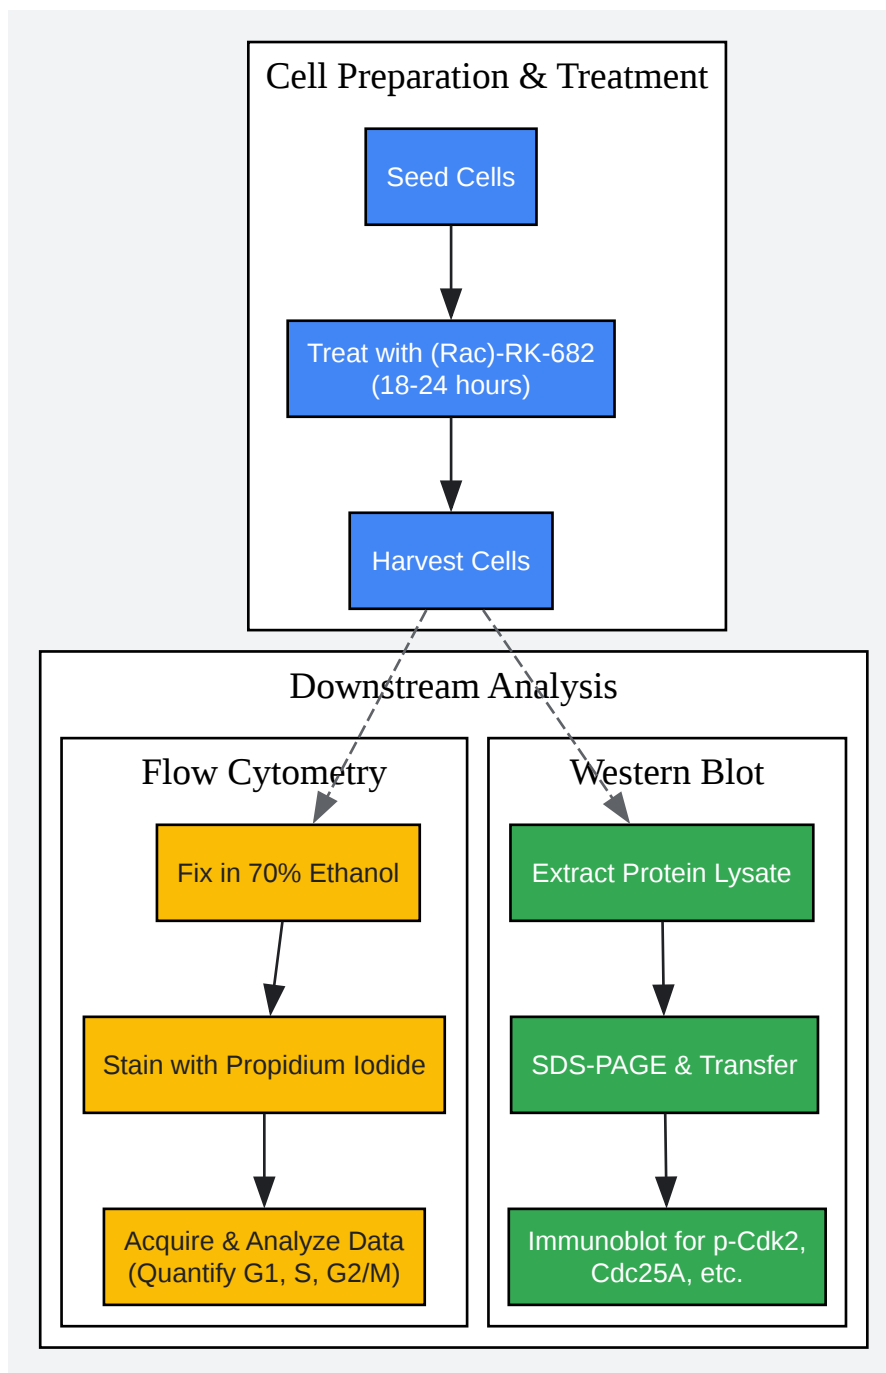 Cell Preparation & Treatment
Seed Cells
Treat with (Rac)-RK-682
(18-24 hours)
Harvest Cells
Downstream Analysis
Flow Cytometry
Fix in 70% Ethanol
Stain with Propidium Iodide
Acquire & Analyze Data
(Quantify G1, S, G2/M)
Western Blot
Extract Protein Lysate
SDS-PAGE & Transfer
Immunoblot for p-Cdk2,
Cdc25A, etc.